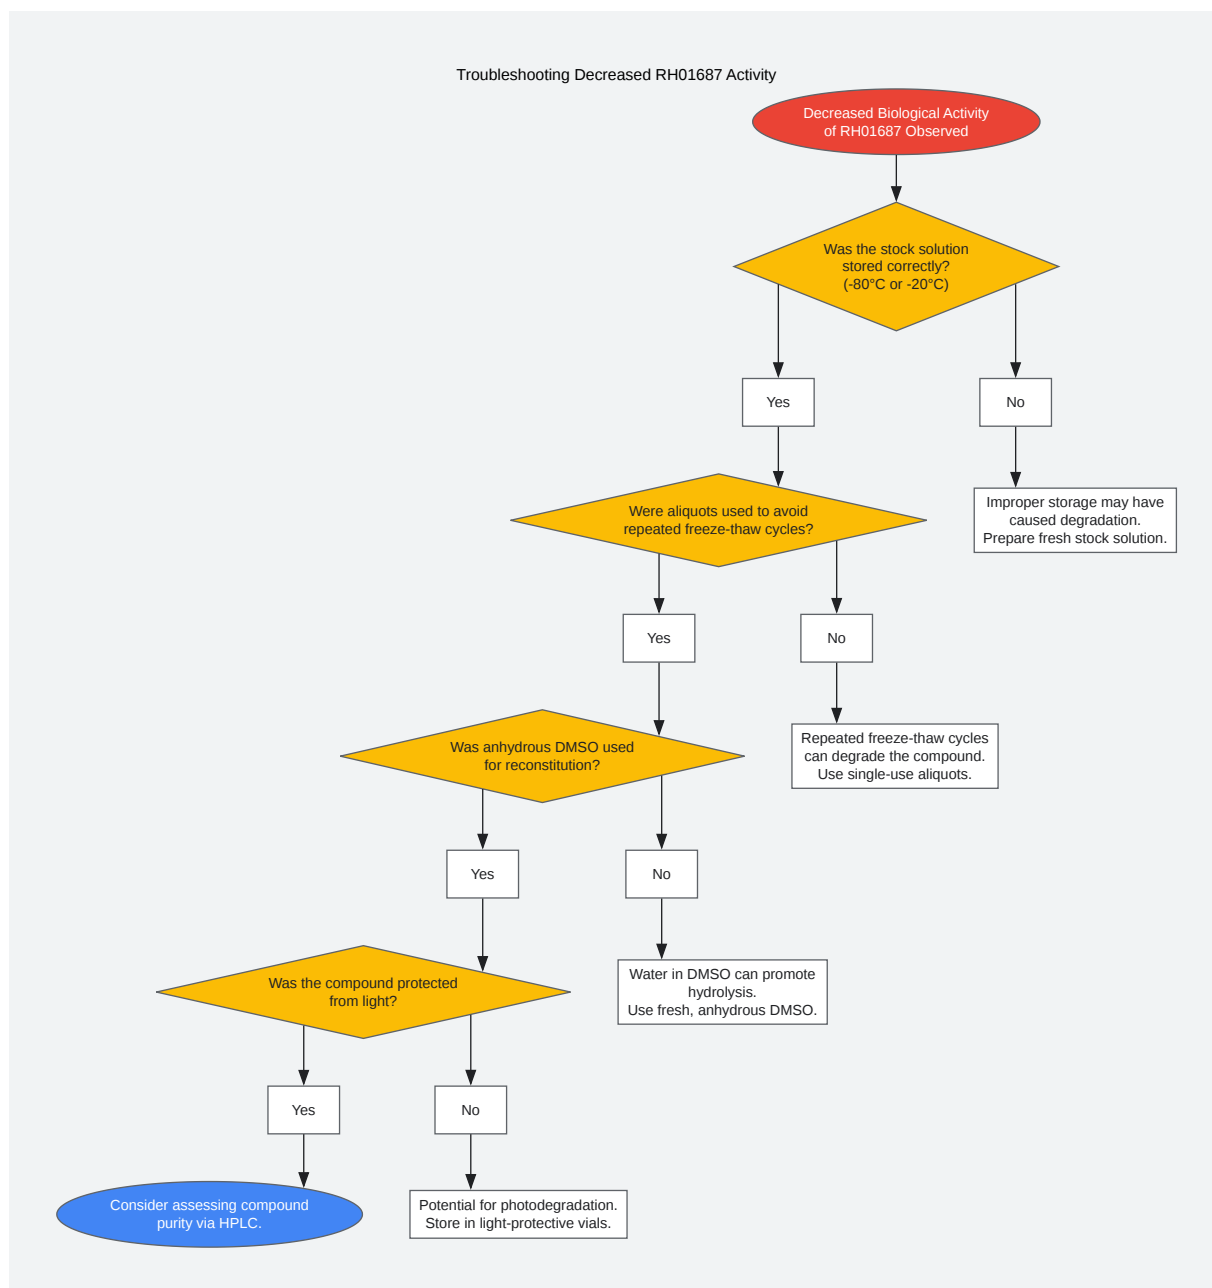 Troubleshooting Decreased RH01687 Activity
Decreased Biological Activity
of RH01687 Observed
Was the stock solution
stored correctly?
(-80°C or -20°C)
Yes
No
Were aliquots used to avoid
repeated freeze-thaw cycles?
Improper storage may have
caused degradation.
Prepare fresh stock solution.
Yes
No
Was anhydrous DMSO used
for reconstitution?
Repeated freeze-thaw cycles
can degrade the compound.
Use single-use aliquots.
Yes
No
Was the compound protected
from light?
Water in DMSO can promote
hydrolysis.
Use fresh, anhydrous DMSO.
Yes
No
Consider assessing compound
purity via HPLC.
Potential for photodegradation.
Store in light-protective vials.